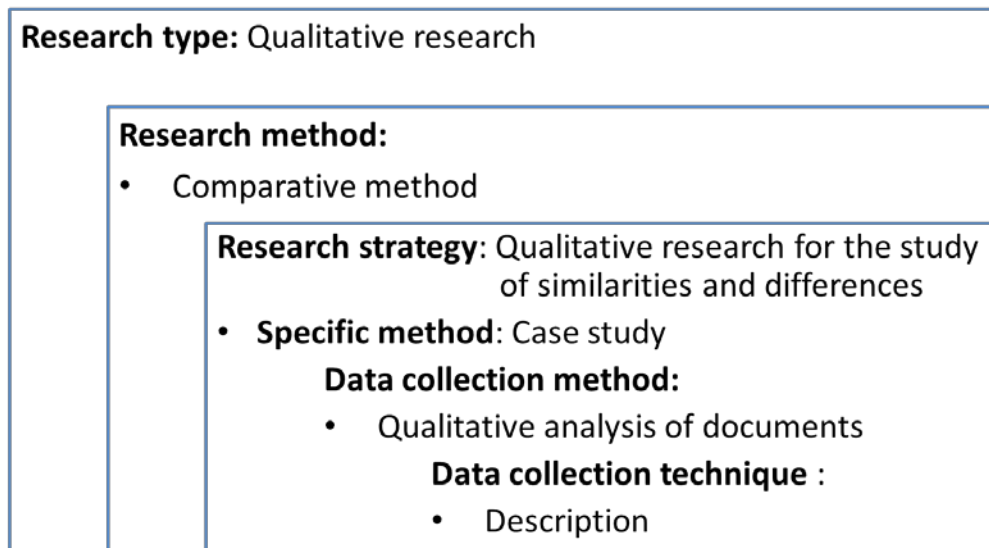 Research type: Qualitative research
Research method:
• Comparative method
Research strategy: Qualitative research for the study
of similarities and differences
• Specific method: Case study
Data collection method:
• Qualitative analysis of documents
Data collection technique :
• Description